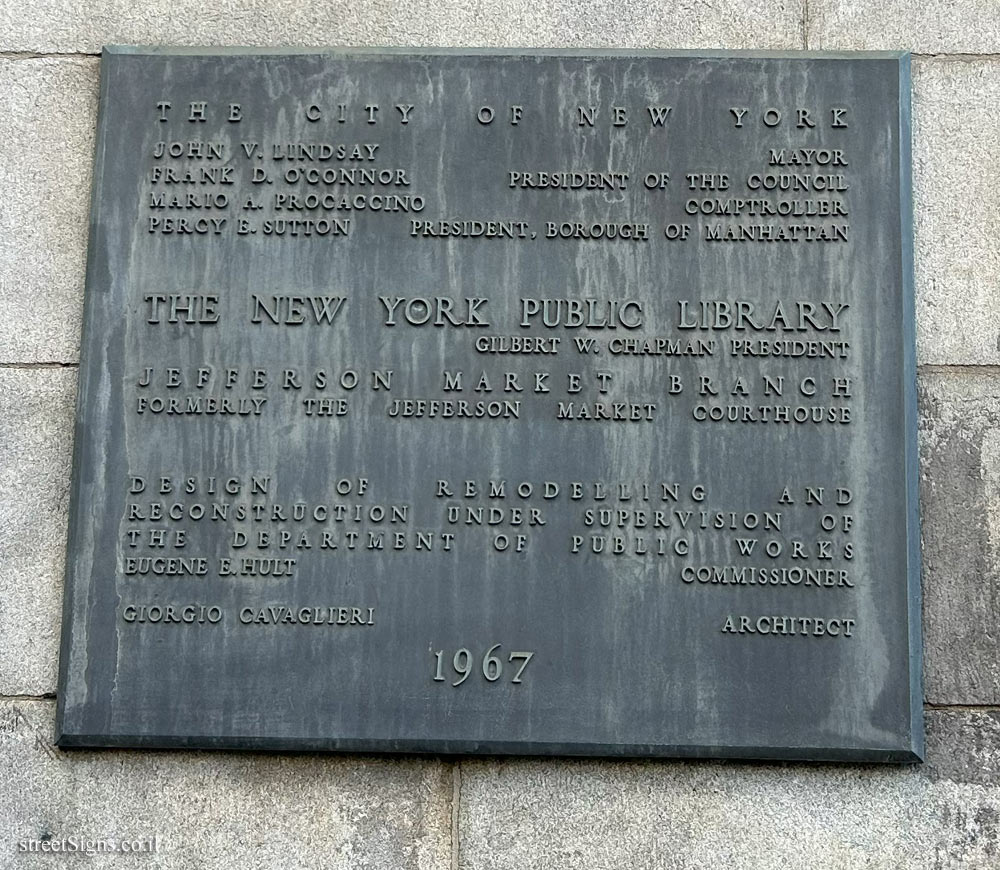 THE CITY OF NEW YORK
JOHN V. LINDSAY MAYOR
FRANK D. O'CONNOR PRESIDENT OF THE COUNCIL
MARIO A. PROCACCINO COMPTROLLER
PERCY E. SUTTON PRESIDENT, BOROUGH OF MANHATTAN
THE NEW YORK PUBLIC LIBRARY
GILBERT W. CHAPMAN PRESIDENT
JEFFERSON MARKET BRANCH
FORMERLY THE JEFFERSON MARKET COURTHOUSE
DESIGN OF REMODELLING AND
RECONSTRUCTION UNDER SUPERVISION OF
THE DEPARTMENT OF PUBLIC WORKS
EUGENE E. HULT COMMISSIONER
GIORGIO CAVAGLIERI ARCHITECT
1967
streetSigns.co.il